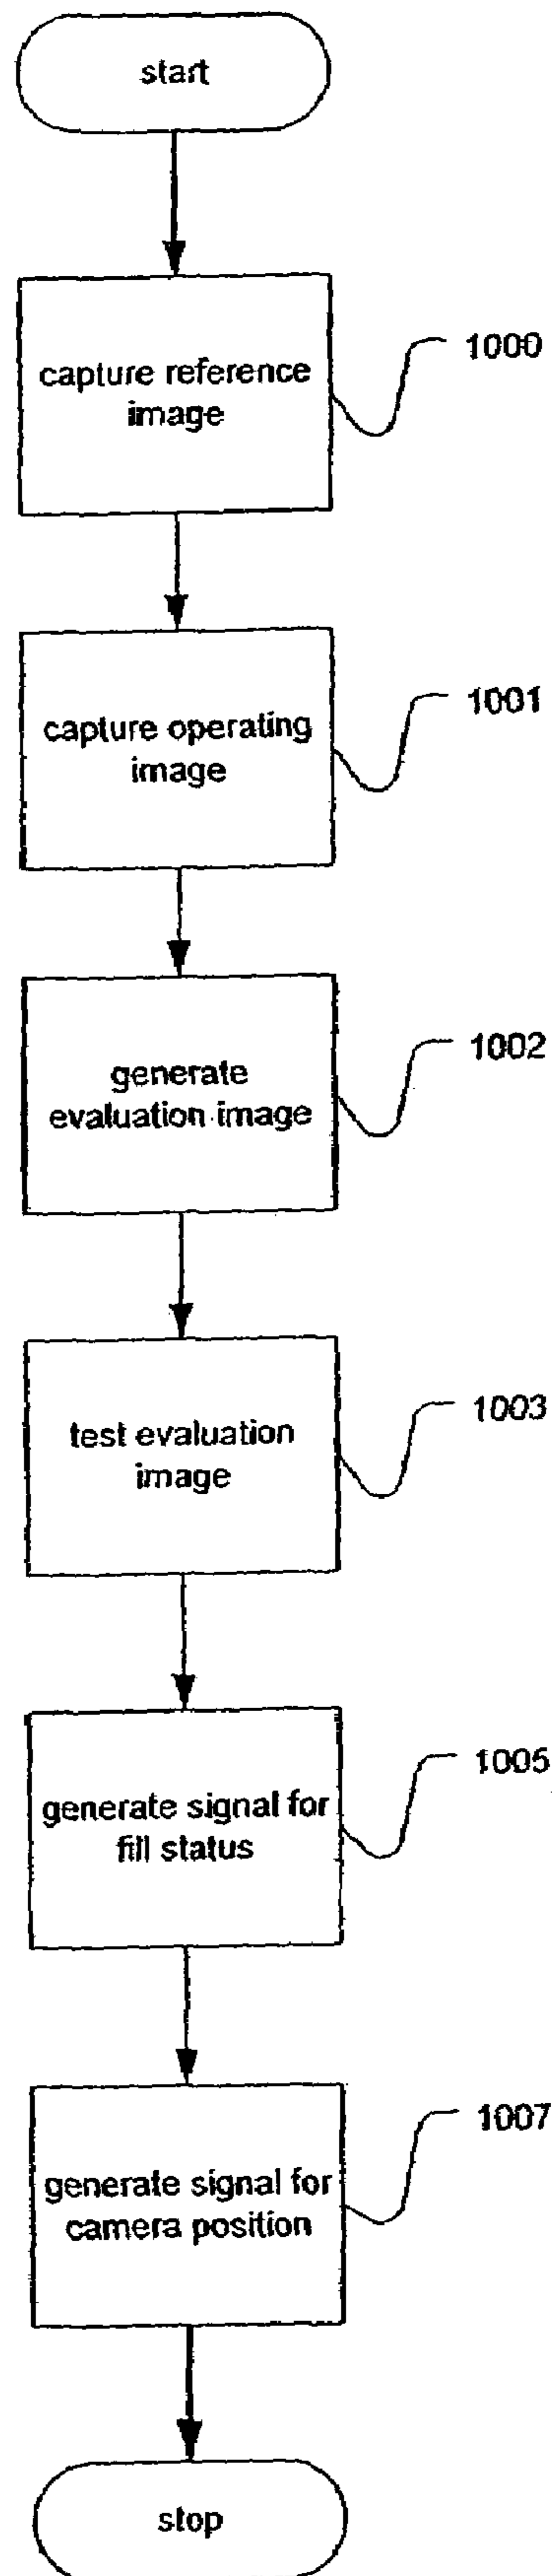 start
capture reference
image
1000
capture operating
image
1001
generate
evaluation image
1002
test evaluation
image
1003
generate signal for
fill status
1005
generate signal for
camera position
1007
stop